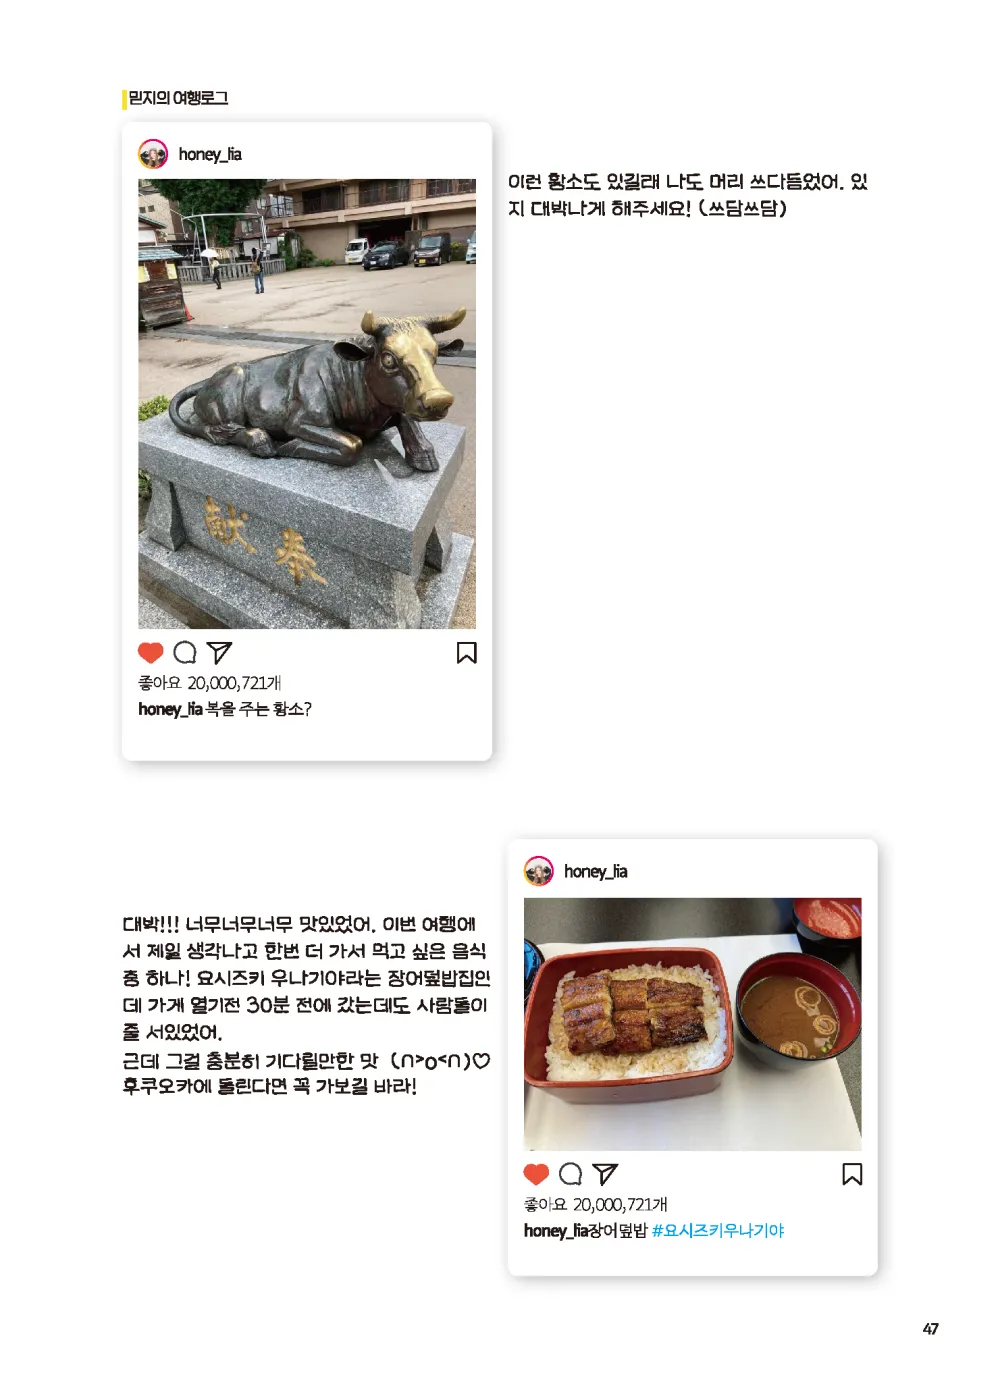 믿지의 여행로그
honey_lia
이런 황소도 있길래 나도 머리 쓰다듬었어. 있
지 대박나게 해주세요! (쓰담쓰담)
献
奉
좋아요 20,000,721개
honey_lia 복을 주는 황소?
honey_lia
대박!!! 너무너무너무 맛있었어. 이번 여행에
서 제일 생각나고 한번 더 가서 먹고 싶은 음식
중 하나! 요시즈키 우나기야라는 장어덮밥집인
데 가게 열기전 30분 전에 갔는데도 사람들이
줄 서있었어.
근데 그걸 충분히 기다릴만한 맛 (∩>o<∩)♡
후쿠오카에 들린다면 꼭 가보길 바라!
좋아요 20,000,721개
honey_lia장어덮밥 #요시즈키우나기야
47